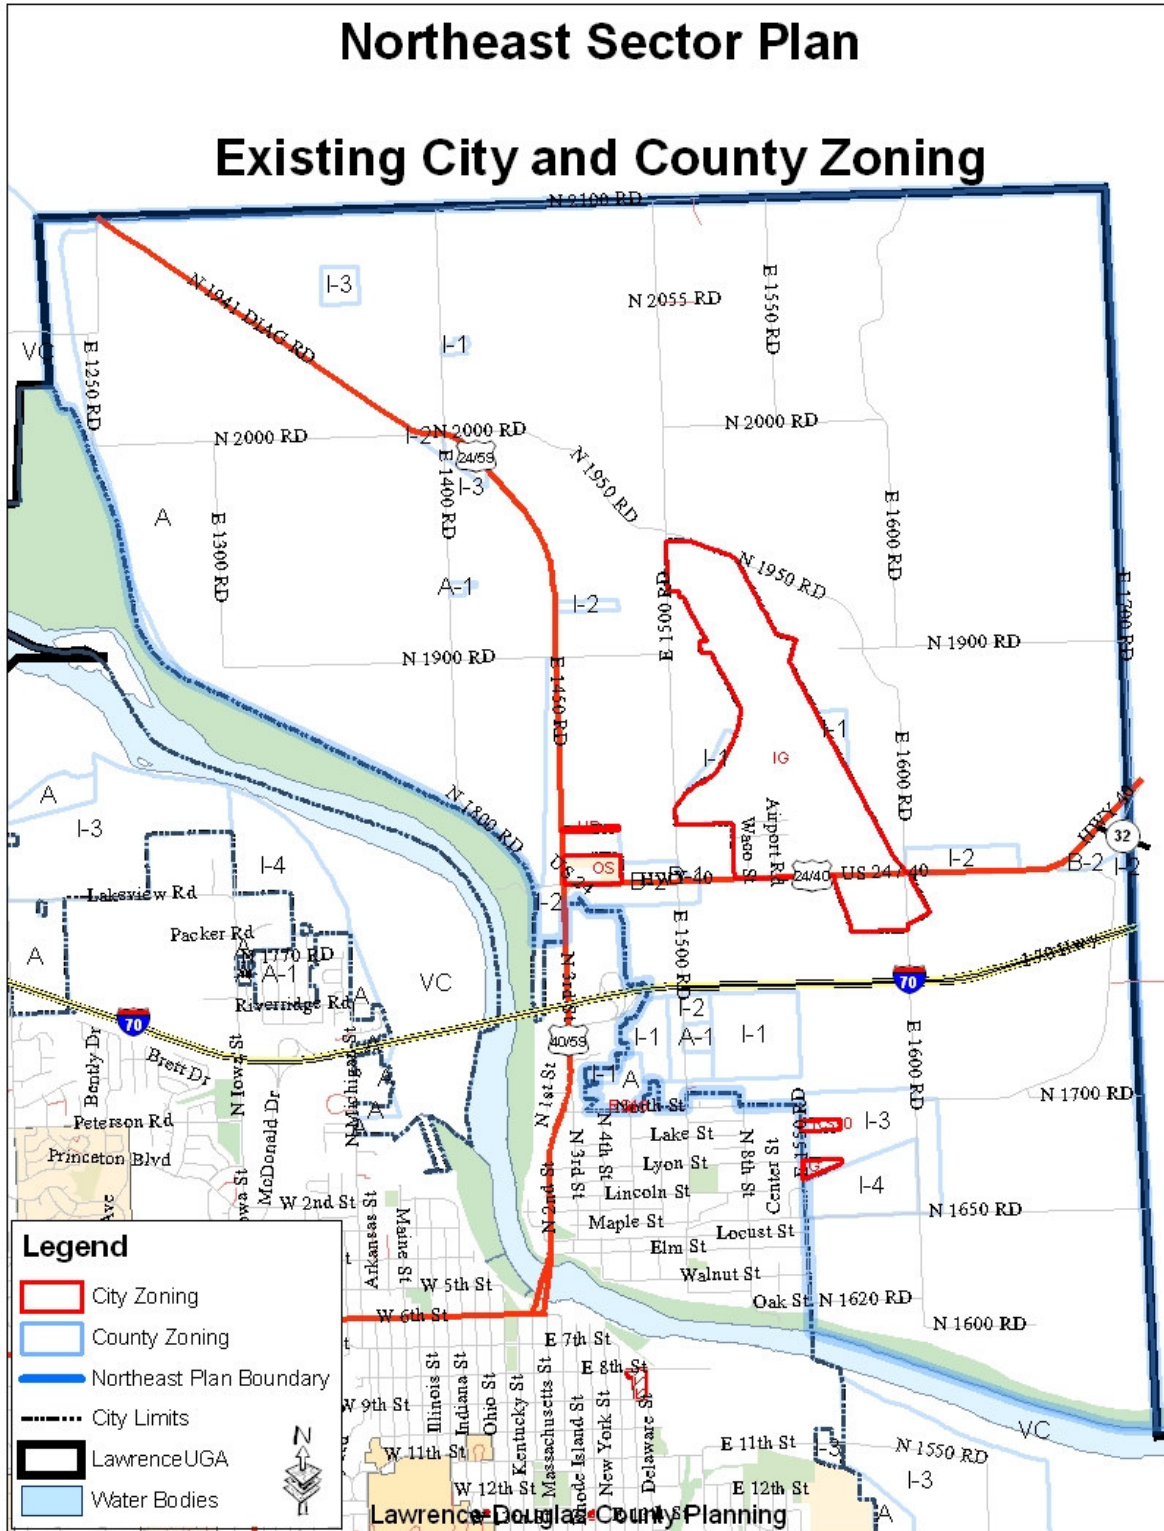 Northeast Sector Plan
Existing City and County Zoning
N 2100 RD
I-3
N 2055 RD
E 1550 RD
N 1941 DIAG RD
I-1
VC
E 1250 RD
N 2000 RD
I-2
N 2000 RD
N 2000 RD
24/59
E 1400 RD
I-3
N 1950 RD
A
E 1300 RD
E 1600 RD
N 1950 RD
E 1500 RD
E 1700 RD
A-1
I-2
N 1900 RD
N 1900 RD
E 1450 RD
I-1
I-1
IG
E 1600 RD
N 1800 RD
A
I-3
Airport Rd
Waco St
HWY 40
32
I-4
OS
US 24
HWY 40
24/40
US 24 / 40
I-2
B-2
I-2
Lakeview Rd
I-2
Packer Rd
E 1500 RD
A
N 1770 RD
A-1
VC
N 3rd St
I-70 Hwy
Riverridge Rd
A
70
70
I-2
40/59
I-1
A-1
I-1
E 1600 RD
Bently Dr
Brett Dr
N Iowa St
A
I-1
A
N 1700 RD
Peterson Rd
McDonald Dr
A
N 1st St
North St
I-3
Princeton Blvd
N 3rd St
N 4th St
Lake St
Lyon St
N 8th St
E 1550 RD
I-4
W 2nd St
Lincoln St
Maple St
Locust St
N 1650 RD
N 2nd St
Elm St
Arkansas St
Maine St
Walnut St
W 5th St
Oak St
N 1620 RD
W 6th St
N 1600 RD
E 7th St
E 8th St
Illinois St
Indiana St
Ohio St
Kentucky St
Massachusetts St
Rhode Island St
New York St
Delaware St
W 9th St
VC
W 11th St
E 11th St
I-3
N 1550 RD
I-3
W 12th St
E 12th St
A
Legend
City Zoning
County Zoning
Northeast Plan Boundary
City Limits
LawrenceUGA
Water Bodies
N
Lawrence-Douglas County Planning